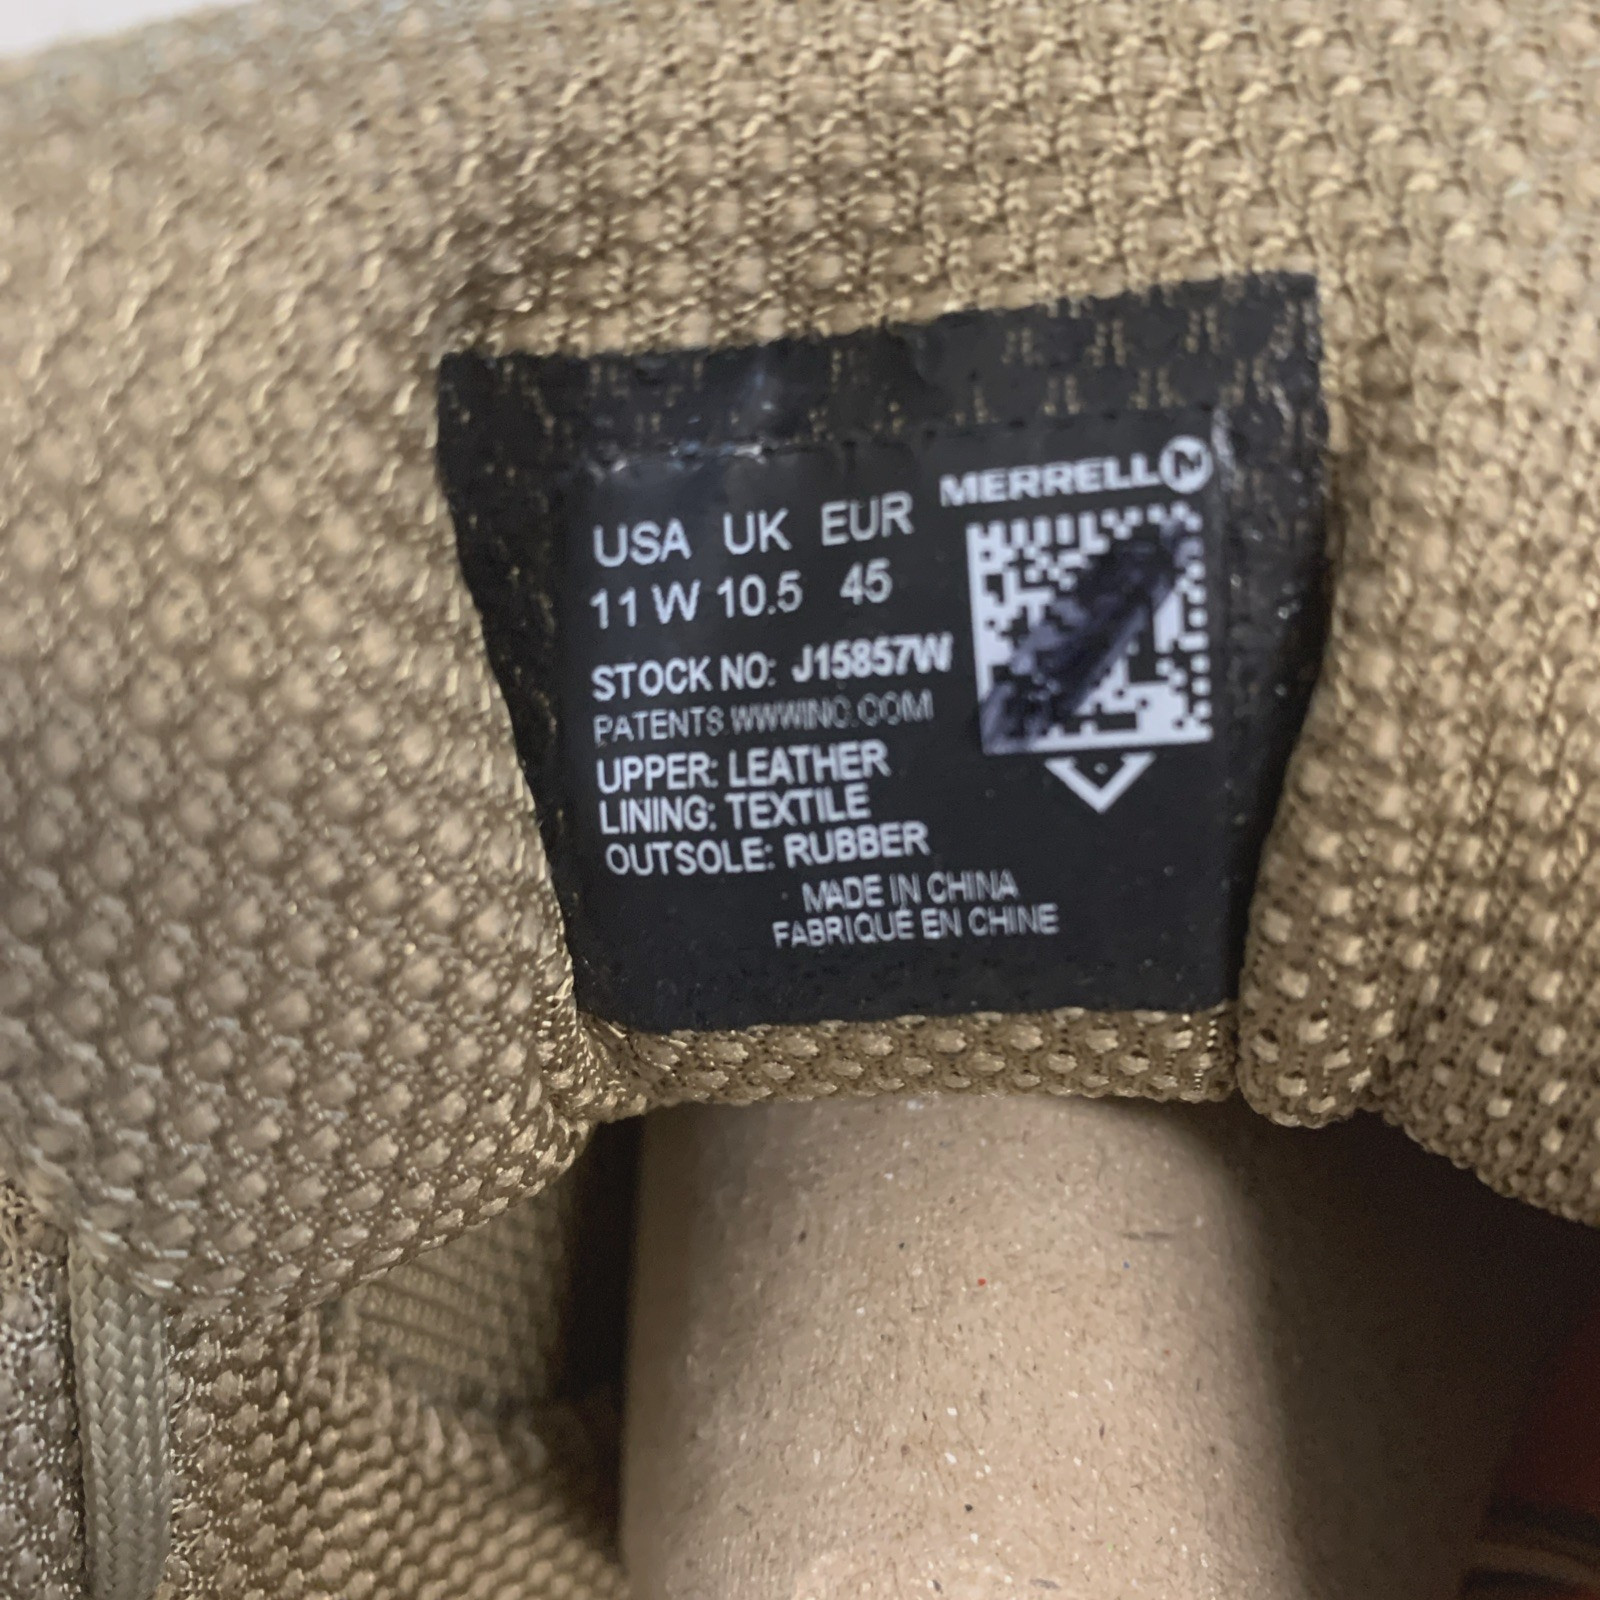 MERRELL
USA UK EUR
11 W 10.5 45
STOCK NO: J15857W
PATENTS WWWINC.COM
UPPER: LEATHER
LINING: TEXTILE
OUTSOLE: RUBBER
MADE IN CHINA
FABRIQUÉ EN CHINE